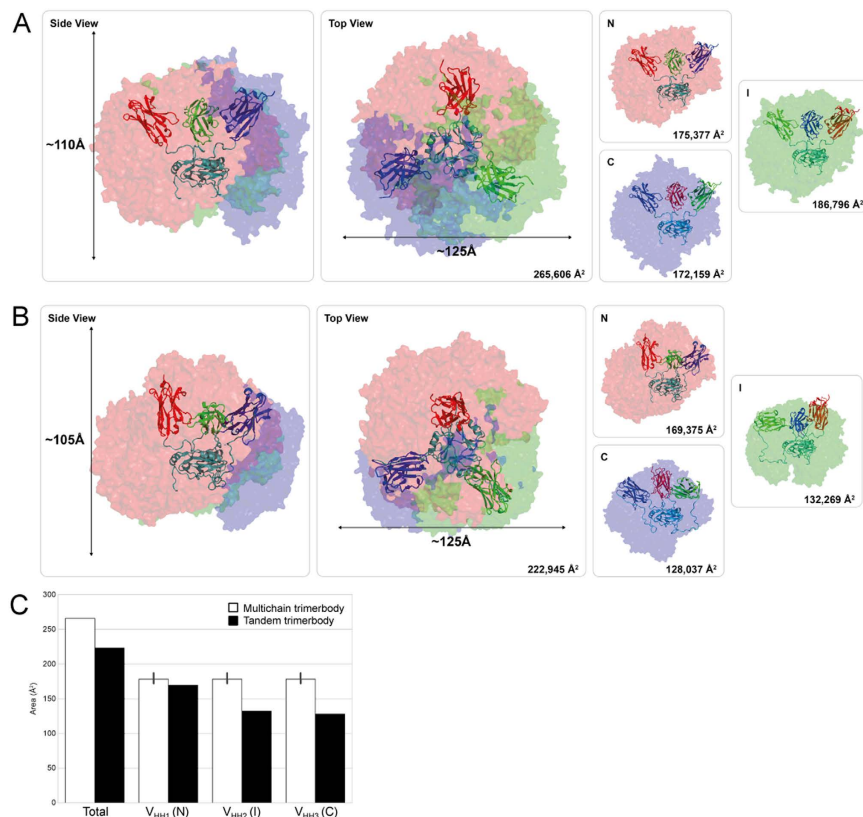 A
Side View
~110Å
Top View
~125Å
265,606 Å²
N
175,377 Å²
C
172,159 Å²
I
186,796 Å²
B
Side View
~105Å
Top View
~125Å
222,945 Å²
N
169,375 Å²
C
128,037 Å²
I
132,269 Å²
C
Multichain trimerbody
Tandem trimerbody
Area (Å²)
300
250
200
150
100
50
0
Total
VHH1 (N)
VHH2 (I)
VHH3 (C)